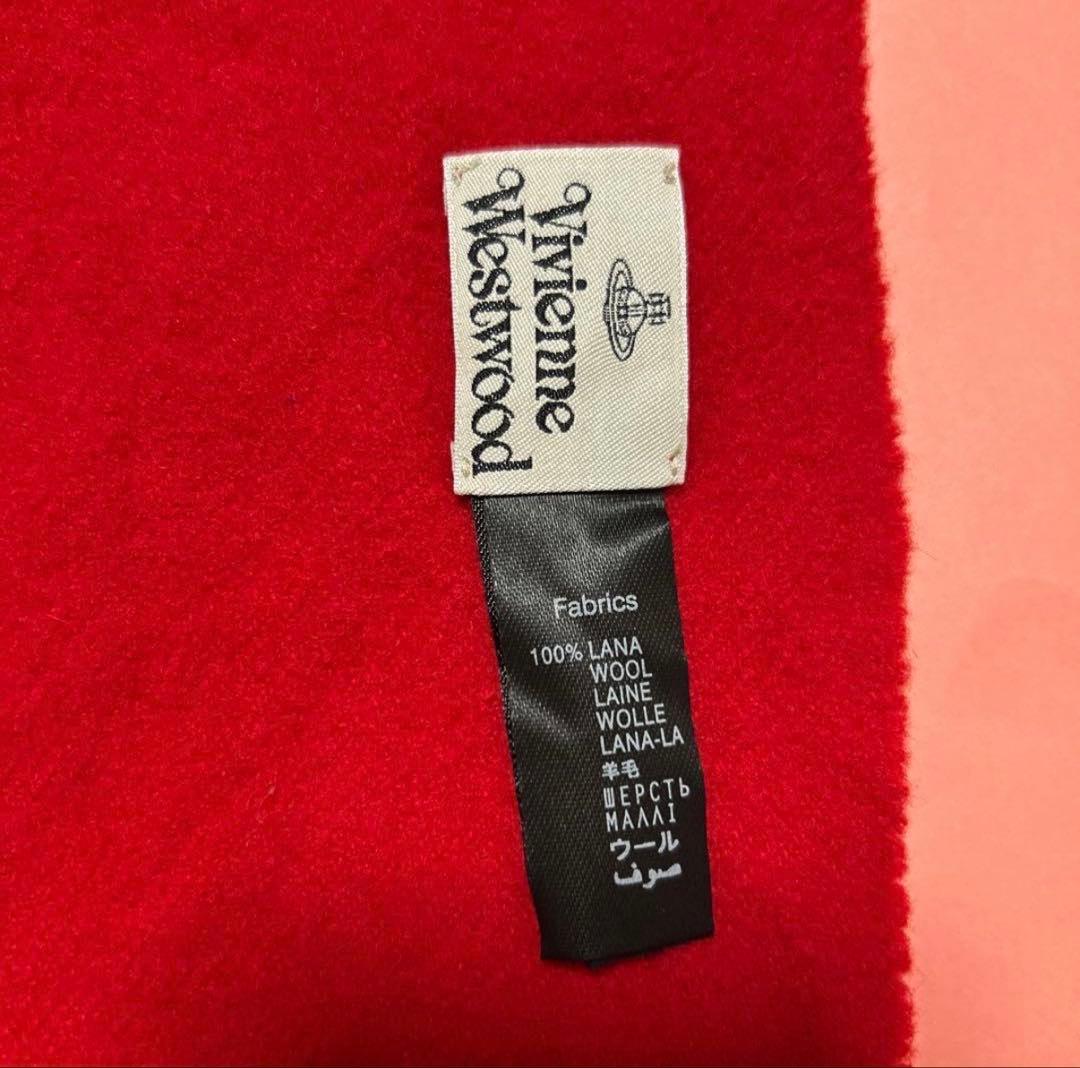 Vivienne
Westwood
Fabrics
100% LANA
WOOL
LAINE
WOLLE
LANA-LA
羊毛
ШЕРСТЬ
ΜΑΛΛΙ
ウール
صوف